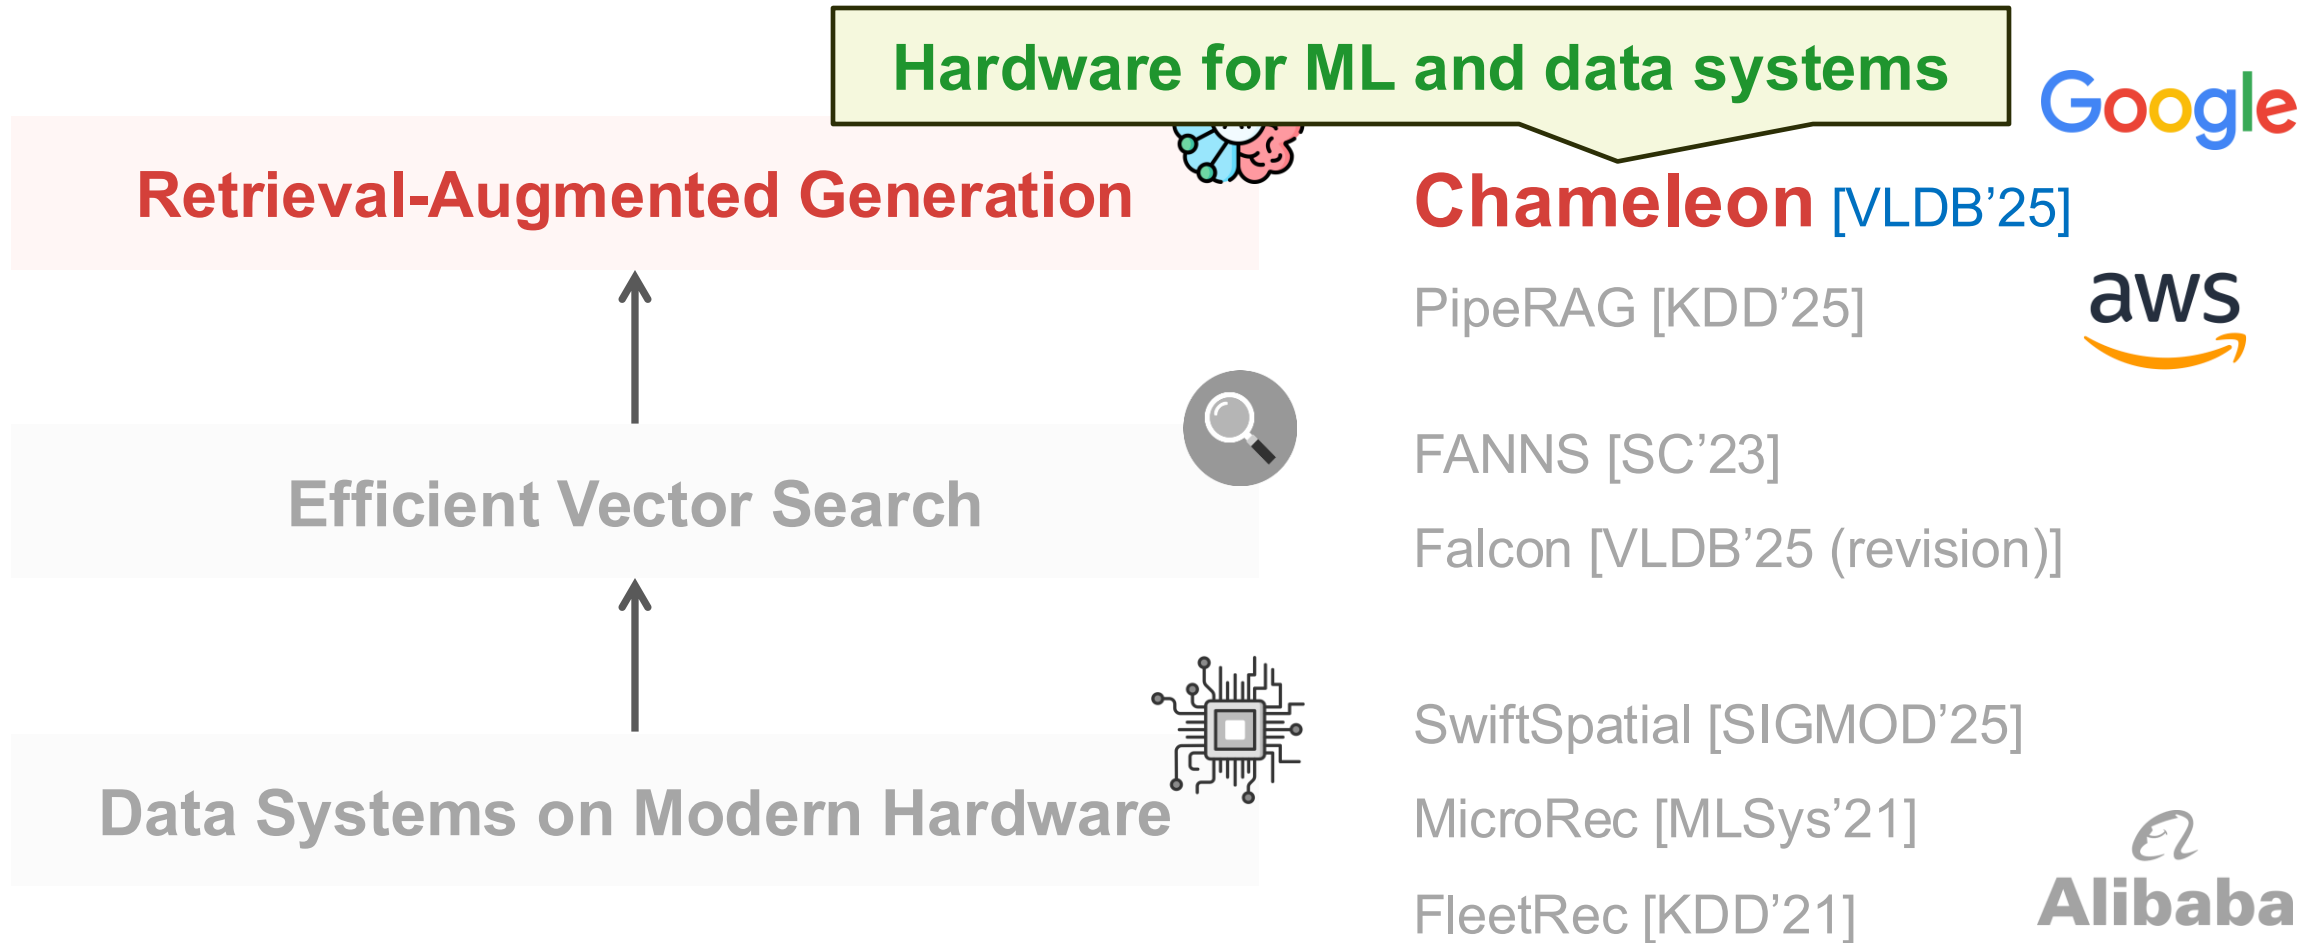 Hardware for ML and data systems
Google
Retrieval-Augmented Generation
Chameleon [VLDB’25]
PipeRAG [KDD’25]
aws
Efficient Vector Search
FANNS [SC’23]
Falcon [VLDB’25 (revision)]
Data Systems on Modern Hardware
SwiftSpatial [SIGMOD’25]
MicroRec [MLSys’21]
FleetRec [KDD’21]
Alibaba